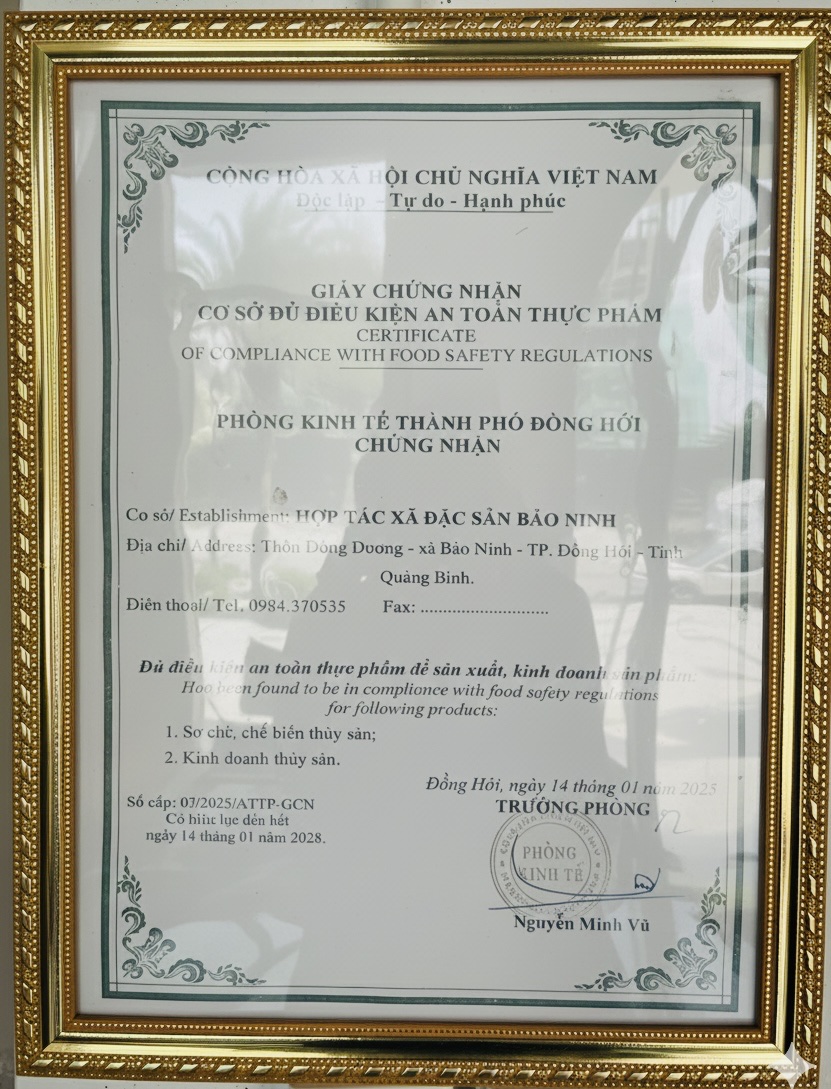 CỘNG HÒA XÃ HỘI CHỦ NGHĨA VIỆT NAM
Độc lập - Tự do - Hạnh phúc
GIẤY CHỨNG NHẬN
CƠ SỞ ĐỦ ĐIỀU KIỆN AN TOÀN THỰC PHẨM
CERTIFICATE
OF COMPLIANCE WITH FOOD SAFETY REGULATIONS
PHÒNG KINH TẾ THÀNH PHỐ ĐỒNG HỚI
CHỨNG NHẬN
Cơ sở/ Establishment: HỢP TÁC XÃ ĐẶC SẢN BẢO NINH
Địa chỉ/ Address: Thôn Đông Dương - xã Bảo Ninh - TP. Đồng Hới - Tỉnh
Quảng Bình.
Điện thoại/ Tel. 0984.370535 Fax: ............................
Đủ điều kiện an toàn thực phẩm để sản xuất, kinh doanh sản phẩm:
been found to be in compliance with food safety regulations
for following products:
1. Sơ chế, chế biến thủy sản;
2. Kinh doanh thủy sản.
Đồng Hới, ngày 14 tháng 01 năm 2025
TRƯỞNG PHÒNG
Số cấp: 07/2025/ATTP-GCN
Có hiệu lực đến hết
ngày 14 tháng 01 năm 2028.
PHÒNG
KINH TẾ
Nguyễn Minh Vũ